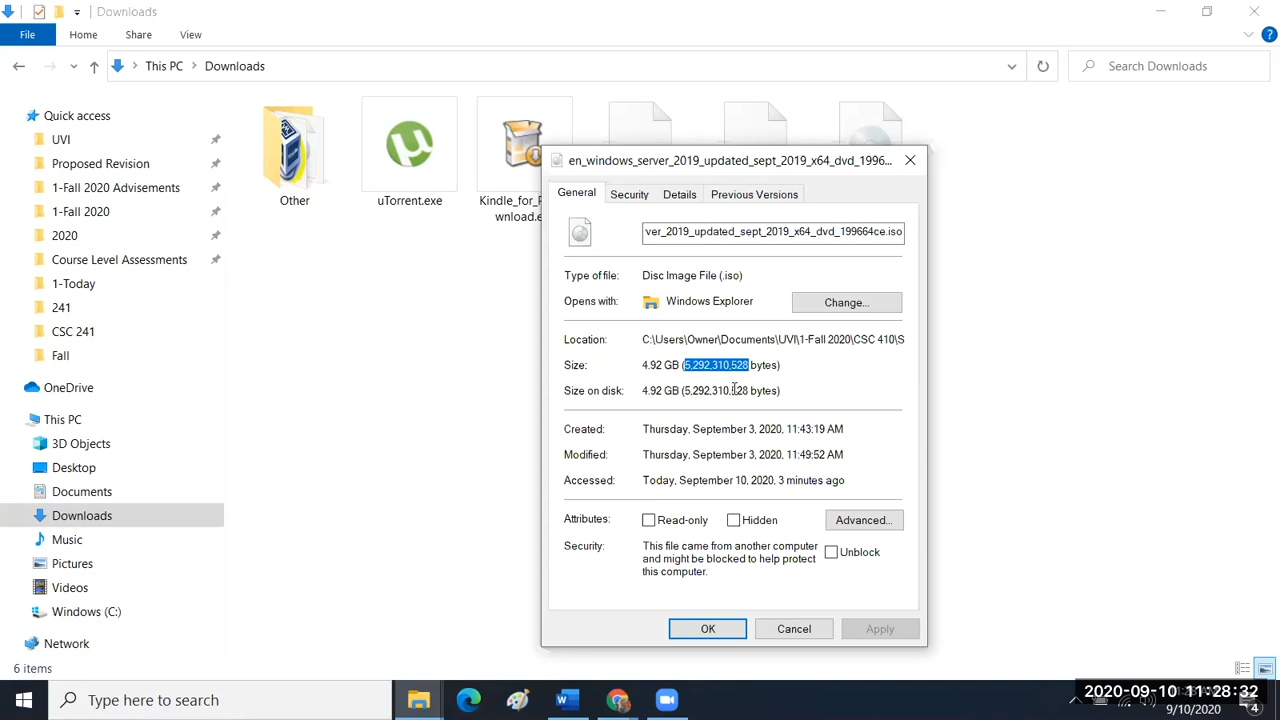 Downloads
File Home Share View
This PC Downloads
Search Downloads
Quick access
UVI
Proposed Revision
1-Fall 2020 Advisements
1-Fall 2020
2020
Course Level Assessments
1-Today
241
CSC 241
Fall
OneDrive
This PC
3D Objects
Desktop
Documents
Downloads
Music
Pictures
Videos
Windows (C:)
Network
6 items
Other
uTorrent.exe
Kindle_for_P
wnload.e
en_windows_server_2019_updated_sept_2019_x64_dvd_1996...
General Security Details Previous Versions
ver_2019_updated_sept_2019_x64_dvd_199664ce.iso
Type of file: Disc Image File (.iso)
Opens with: Windows Explorer Change...
Location: C:\Users\Owner\Documents\UVI\1-Fall 2020\CSC 410\S
Size: 4.92 GB (5,292,310,528 bytes)
Size on disk: 4.92 GB (5,292,310,528 bytes)
Created: Thursday, September 3, 2020, 11:43:19 AM
Modified: Thursday, September 3, 2020, 11:49:52 AM
Accessed: Today, September 10, 2020, 3 minutes ago
Attributes: Read-only Hidden Advanced...
Security: This file came from another computer
and might be blocked to help protect
this computer.
Unblock
OK Cancel Apply
Type here to search
2020-09-10 11:28:32
9/10/2020
4